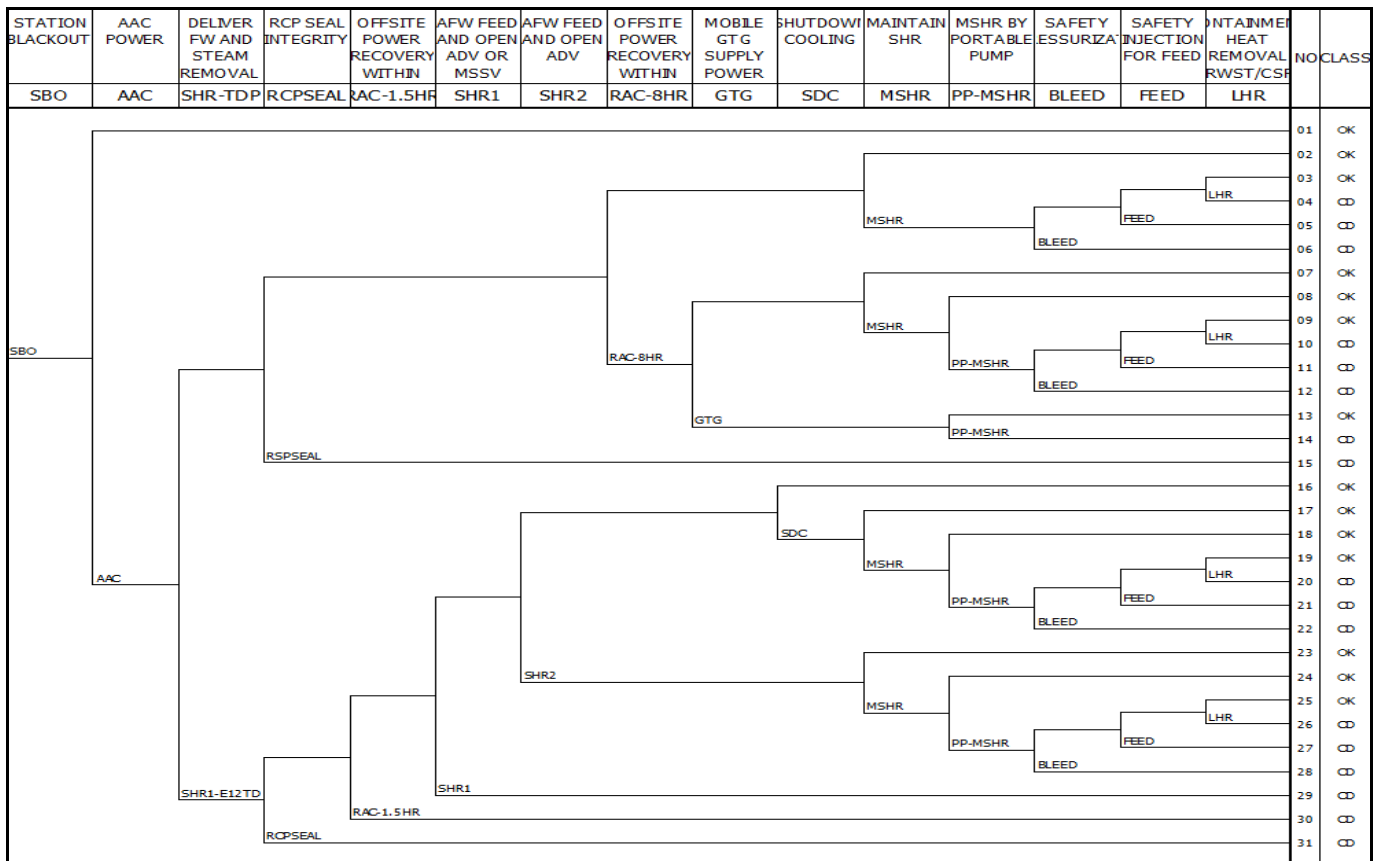 STATION BLACKOUT
AAC POWER
DELIVER FW AND STEAM REMOVAL
RCP SEAL INTEGRITY
OFFSITE POWER RECOVERY WITHIN
AFW FEED AND OPEN ADV OR MSSV
AFW FEED AND OPEN ADV
OFFSITE POWER RECOVERY WITHIN
MOBILE GTG SUPPLY POWER
SHUTDOWN COOLING
MAINTAIN SHR
MSHR BY PORTABLE PUMP
SAFETY ESSURIZAT
SAFETY INJECTION FOR FEED
NTAINMEN HEAT REMOVAL RWST/CSP
NO
CLASS
SBO AAC SHR-TDP RCPSEAL RAC-1.5HR SHR1 SHR2 RAC-8HR GTG SDC MSHR PP-MSHR BLEED FEED LHR
01 OK
02 OK
03 OK
LHR
04 CD
FEED
05 CD
MSHR
BLEED
06 CD
07 OK
08 OK
09 OK
MSHR
LHR
10 CD
SBO
RAC-8HR
PP-MSHR
FEED
11 CD
BLEED
12 CD
13 OK
GTG
PP-MSHR
14 CD
RSPSEAL
15 CD
16 OK
17 OK
SDC
18 OK
19 OK
MSHR
LHR
AAC
20 CD
PP-MSHR
FEED
21 CD
BLEED
22 CD
23 OK
SHR2
24 OK
25 OK
MSHR
LHR
26 CD
PP-MSHR
FEED
27 CD
BLEED
28 CD
SHR1-E12TD
SHR1
29 CD
RAC-1.5HR
30 CD
RCPSEAL
31 CD